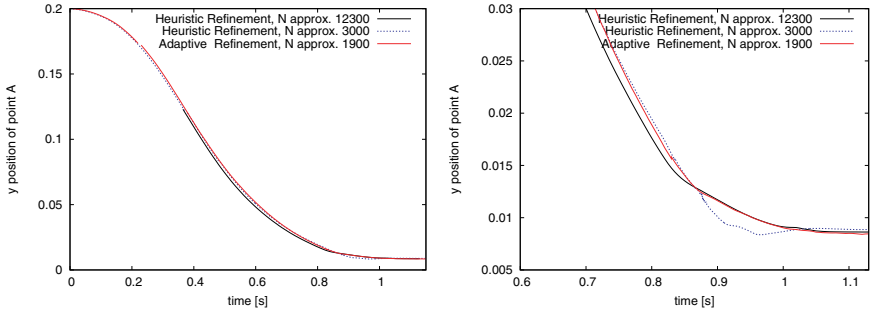 0.2
0.15
0.1
0.05
0
0
0.2
0.4
0.6
0.8
1
y position of point A
time [s]
Heuristic Refinement, N approx. 12300
Heuristic Refinement, N approx. 3000
Adaptive Refinement, N approx. 1900
0.03
0.025
0.02
0.015
0.01
0.005
0.6
0.7
0.8
0.9
1
1.1
y position of point A
time [s]
Heuristic Refinement, N approx. 12300
Heuristic Refinement, N approx. 3000
Adaptive Refinement, N approx. 1900